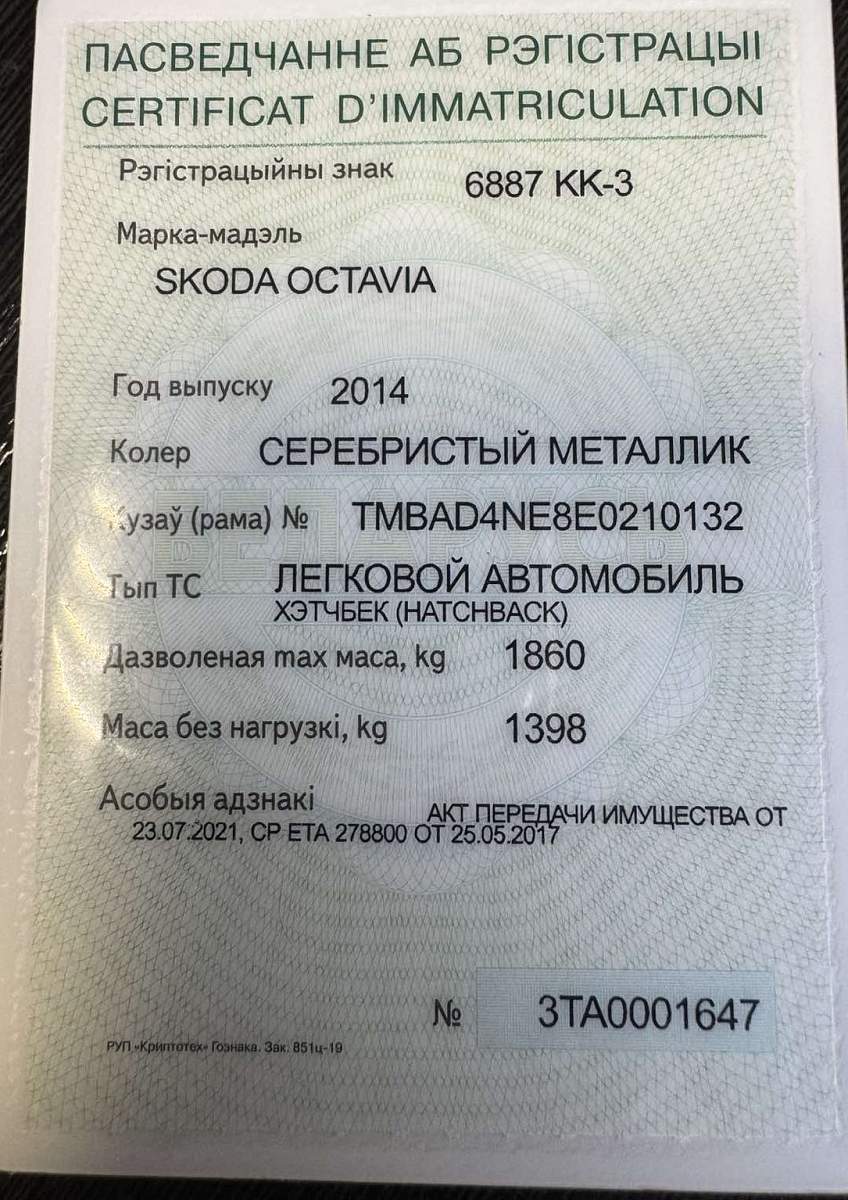 ПАСВЕДЧАННЕ АБ РЭГІСТРАЦЫІ
CERTIFICAT D'IMMATRICULATION
Рэгістрацыйны знак 6887 KK-3
Марка-мадэль
SKODA OCTAVIA
Год выпуску 2014
Колер СЕРЕБРИСТЫЙ МЕТАЛЛИК
БЕЛАРУСЬ
Кузаў (рама) № TMBAD4NE8E0210132
Тып ТС ЛЕГКОВОЙ АВТОМОБИЛЬ
ХЭТЧБЕК (HATCHBACK)
Дазволеная max маса, kg 1860
Маса без нагрузкі, kg 1398
Асобыя адзнакі АКТ ПЕРЕДАЧИ ИМУЩЕСТВА ОТ
23.07.2021, СР ЕТА 278800 ОТ 25.05.2017
№ 3TA0001647
РУП «Криптотех» Гознака. Зак. 851ц-19